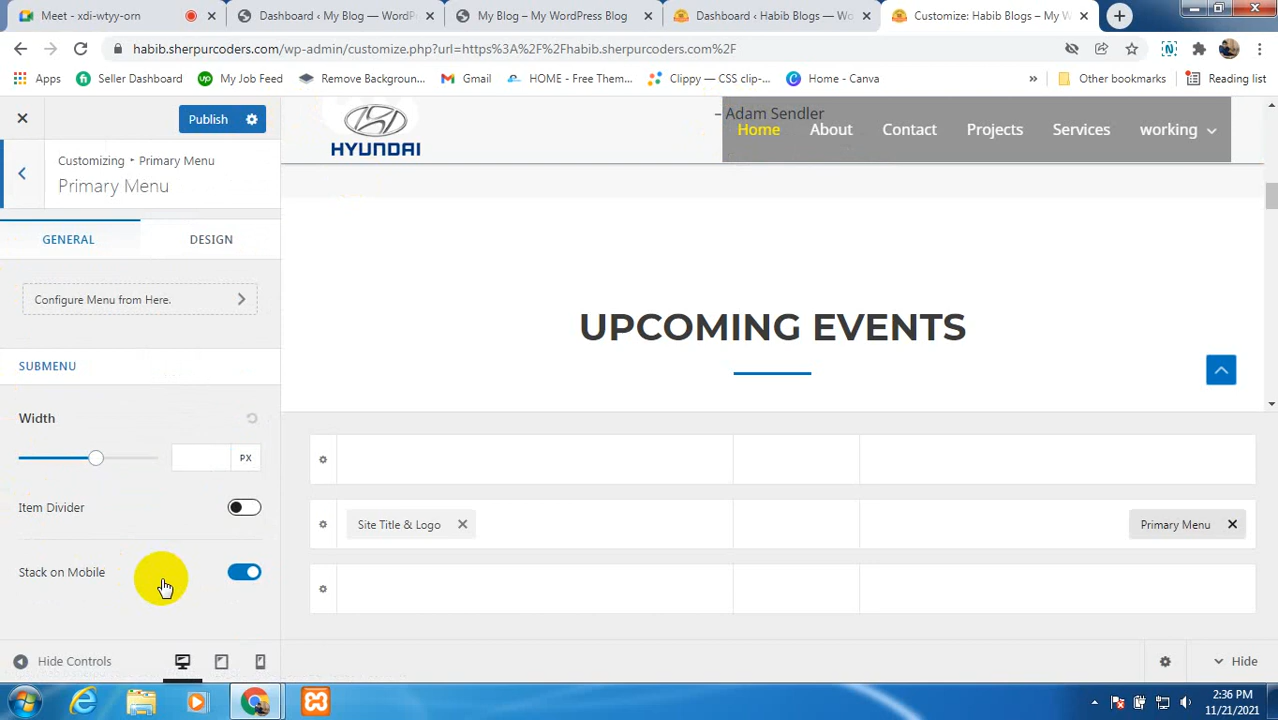 Meet - xdi-wtyy-orn
Dashboard ‹ My Blog — WordP
My Blog – My WordPress Blog
Dashboard ‹ Habib Blogs — Wo
Customize: Habib Blogs – My W
habib.sherpurcoders.com/wp-admin/customize.php?url=https%3A%2F%2Fhabib.sherpurcoders.com%2F
Apps
Seller Dashboard
My Job Feed
Remove Backgroun...
Gmail
HOME - Free Them...
Clippy — CSS clip-...
Home - Canva
»
Other bookmarks
Reading list
Publish
Customizing ‣ Primary Menu
Primary Menu
GENERAL
DESIGN
Configure Menu from Here.
SUBMENU
Width
PX
Item Divider
Stack on Mobile
Hide Controls
HYUNDAI
– Adam Sendler
Home About Contact Projects Services working
UPCOMING EVENTS
Site Title & Logo
Primary Menu
Hide
2:36 PM
11/21/2021